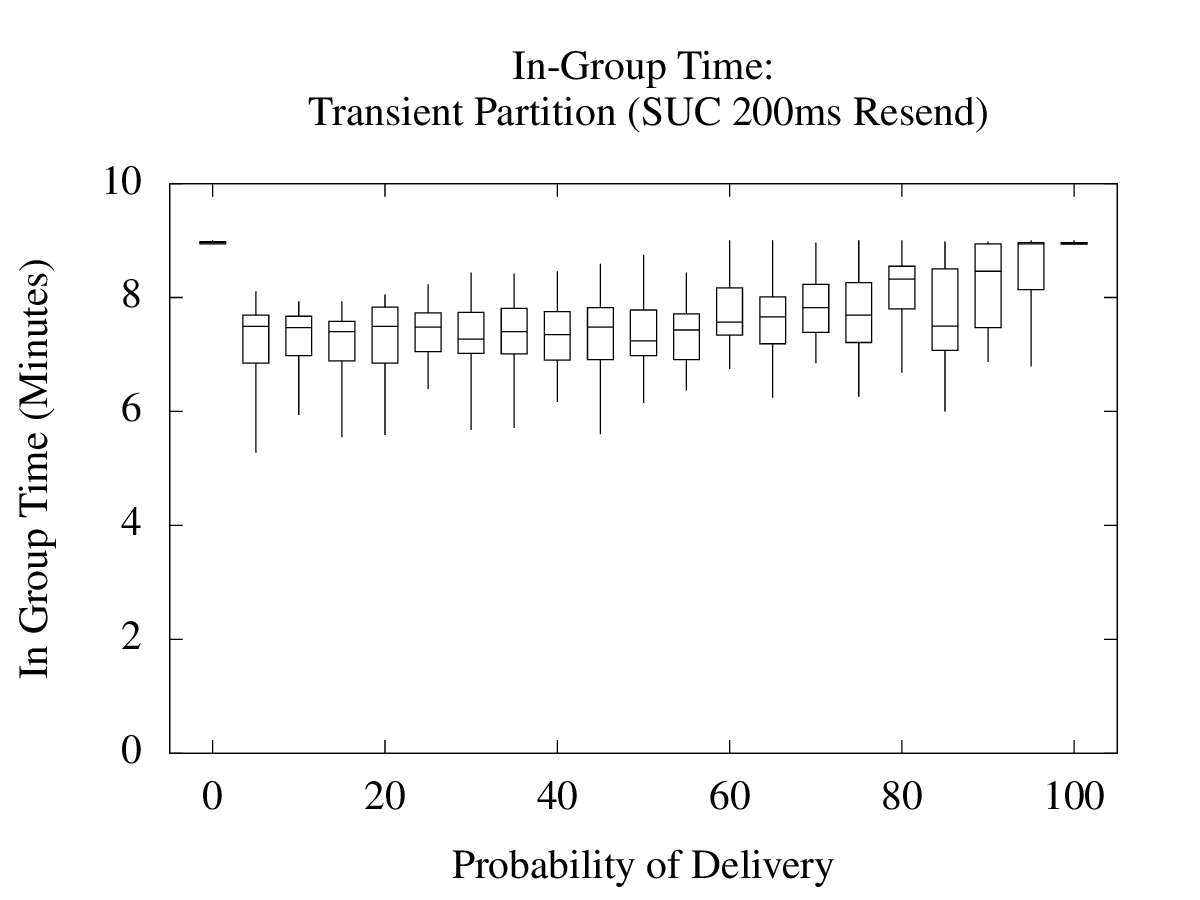 In-Group Time:
Transient Partition (SUC 200ms Resend)
10
8
6
4
2
0
In Group Time (Minutes)
0 20 40 60 80 100
Probability of Delivery